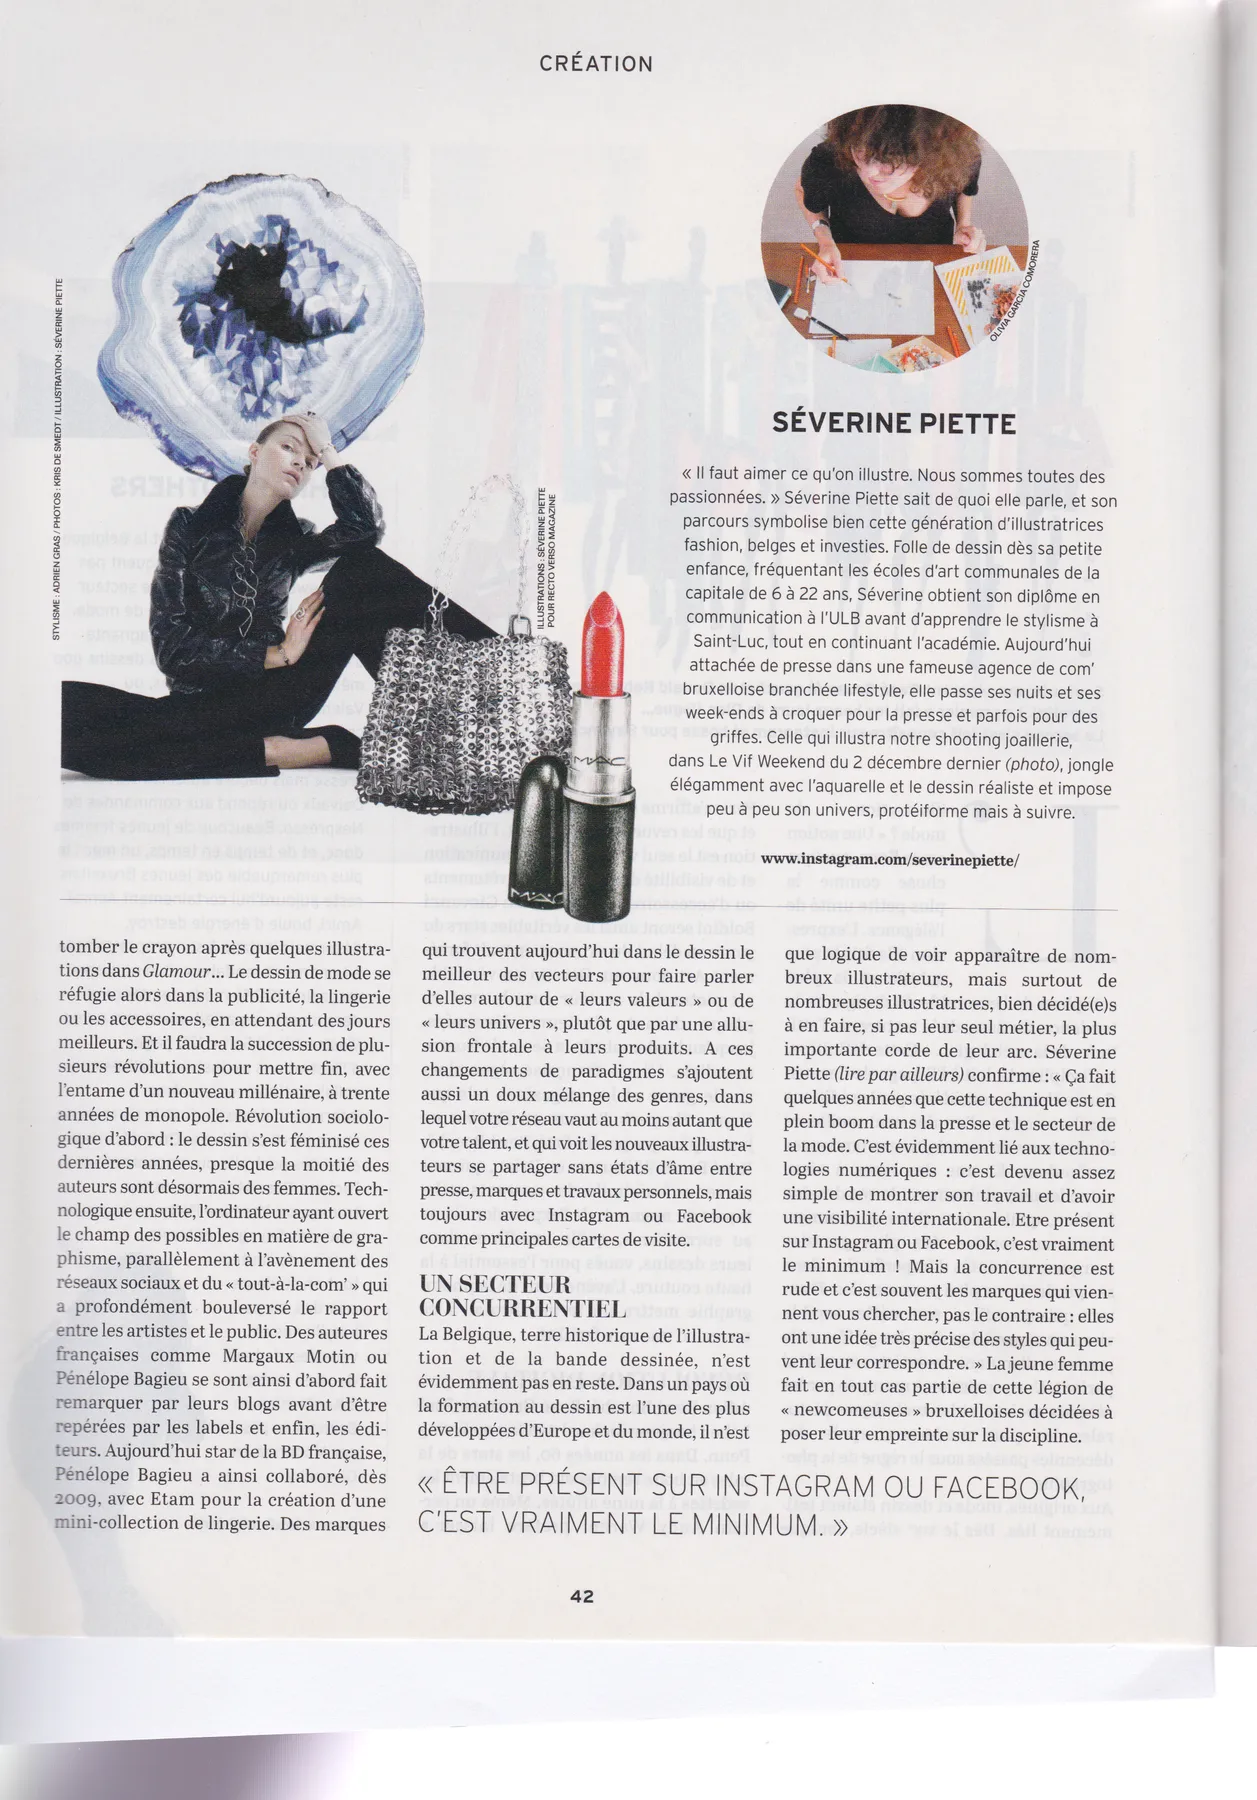 CRÉATION
STYLISME : ADRIEN GRAS / PHOTOS : KRIS DE SMEDT / ILLUSTRATION : SÉVERINE PIETTE
OLIVIA GARCIA COMORERA
ILLUSTRATIONS : SÉVERINE PIETTE
POUR RECTO VERSO MAGAZINE
MAC
MAC
SÉVERINE PIETTE
« Il faut aimer ce qu'on illustre. Nous sommes toutes des
passionnées. » Séverine Piette sait de quoi elle parle, et son
parcours symbolise bien cette génération d'illustratrices
fashion, belges et investies. Folle de dessin dès sa petite
enfance, fréquentant les écoles d'art communales de la
capitale de 6 à 22 ans, Séverine obtient son diplôme en
communication à l'ULB avant d'apprendre le stylisme à
Saint-Luc, tout en continuant l'académie. Aujourd'hui
attachée de presse dans une fameuse agence de com'
bruxelloise branchée lifestyle, elle passe ses nuits et ses
week-ends à croquer pour la presse et parfois pour des
griffes. Celle qui illustra notre shooting joaillerie,
dans Le Vif Weekend du 2 décembre dernier (photo), jongle
élégamment avec l'aquarelle et le dessin réaliste et impose
peu à peu son univers, protéiforme mais à suivre.
www.instagram.com/severinepiette/
tomber le crayon après quelques illustra-
tions dans Glamour... Le dessin de mode se
réfugie alors dans la publicité, la lingerie
ou les accessoires, en attendant des jours
meilleurs. Et il faudra la succession de plu-
sieurs révolutions pour mettre fin, avec
l'entame d'un nouveau millénaire, à trente
années de monopole. Révolution sociolo-
gique d'abord : le dessin s'est féminisé ces
dernières années, presque la moitié des
auteurs sont désormais des femmes. Tech-
nologique ensuite, l'ordinateur ayant ouvert
le champ des possibles en matière de gra-
phisme, parallèlement à l'avènement des
réseaux sociaux et du « tout-à-la-com' » qui
a profondément bouleversé le rapport
entre les artistes et le public. Des auteures
françaises comme Margaux Motin ou
Pénélope Bagieu se sont ainsi d'abord fait
remarquer par leurs blogs avant d'être
repérées par les labels et enfin, les édi-
teurs. Aujourd'hui star de la BD française,
Pénélope Bagieu a ainsi collaboré, dès
2009, avec Etam pour la création d'une
mini-collection de lingerie. Des marques
qui trouvent aujourd'hui dans le dessin le
meilleur des vecteurs pour faire parler
d'elles autour de « leurs valeurs » ou de
« leurs univers », plutôt que par une allu-
sion frontale à leurs produits. A ces
changements de paradigmes s'ajoutent
aussi un doux mélange des genres, dans
lequel votre réseau vaut au moins autant que
votre talent, et qui voit les nouveaux illustra-
teurs se partager sans états d'âme entre
presse, marques et travaux personnels, mais
toujours avec Instagram ou Facebook
comme principales cartes de visite.
UN SECTEUR
CONCURRENTIEL
La Belgique, terre historique de l'illustra-
tion et de la bande dessinée, n'est
évidemment pas en reste. Dans un pays où
la formation au dessin est l'une des plus
développées d'Europe et du monde, il n'est
que logique de voir apparaître de nom-
breux illustrateurs, mais surtout de
nombreuses illustratrices, bien décidé(e)s
à en faire, si pas leur seul métier, la plus
importante corde de leur arc. Séverine
Piette (lire par ailleurs) confirme : « Ça fait
quelques années que cette technique est en
plein boom dans la presse et le secteur de
la mode. C'est évidemment lié aux techno-
logies numériques : c'est devenu assez
simple de montrer son travail et d'avoir
une visibilité internationale. Etre présent
sur Instagram ou Facebook, c'est vraiment
le minimum ! Mais la concurrence est
rude et c'est souvent les marques qui vien-
nent vous chercher, pas le contraire : elles
ont une idée très précise des styles qui peu-
vent leur correspondre. » La jeune femme
fait en tout cas partie de cette légion de
« newcomeuses » bruxelloises décidées à
poser leur empreinte sur la discipline.
« ÊTRE PRÉSENT SUR INSTAGRAM OU FACEBOOK,
C'EST VRAIMENT LE MINIMUM. »
42